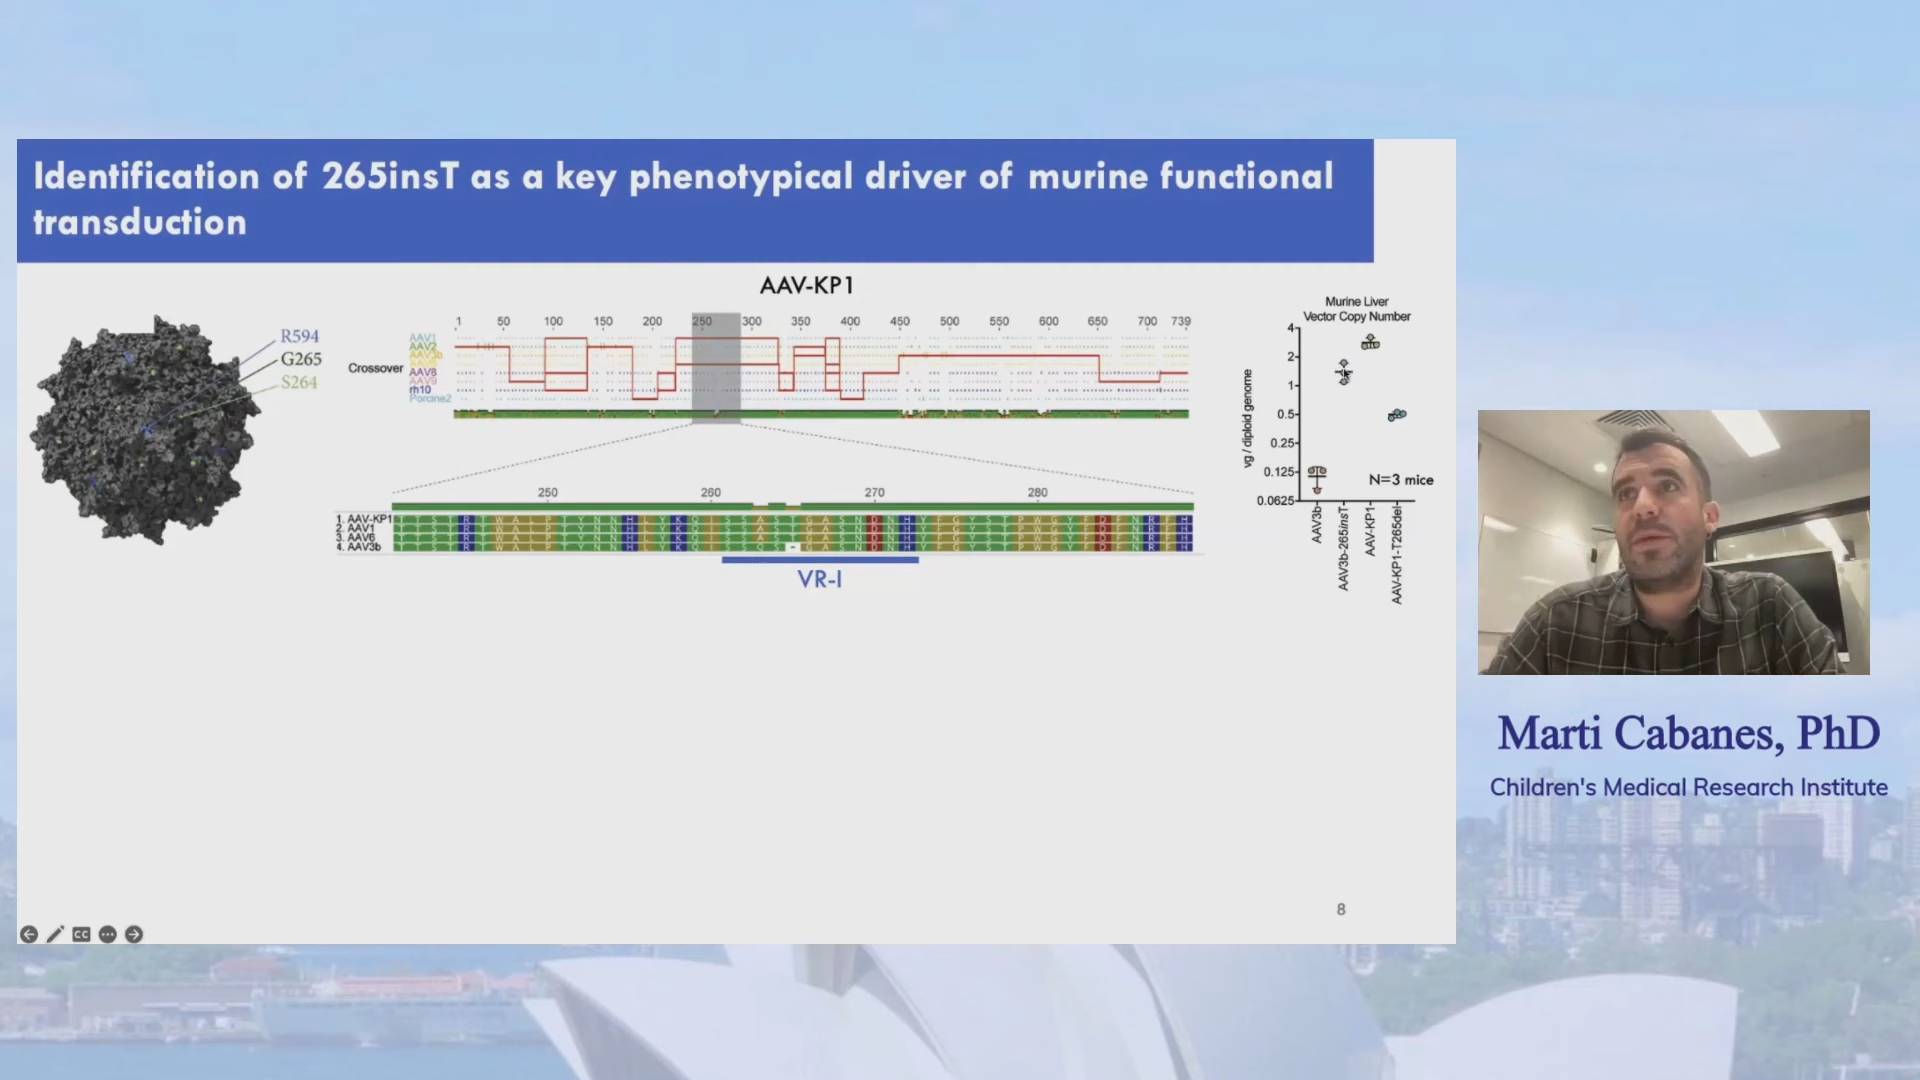 Identification of 265insT as a key phenotypical driver of murine functional
transduction
R594
G265
S264
AAV-KP1
1 50 100 150 200 250 300 350 400 450 500 550 600 650 700 739
Crossover
AAV1
AAV2
AAV3b
AAV8
AAV9
rh10
Porcine2
250 260 270 280
1. AAV-KP1
2. AAV1
3. AAV6
4. AAV3b
VR-I
Murine Liver
Vector Copy Number
vg / diploid genome
4
2
1
0.5
0.25
0.125
0.0625
N=3 mice
AAV3b
AAV3b-265insT
AAV-KP1
AAV-KP1-T265del
8
CC
Marti Cabanes, PhD
Children's Medical Research Institute